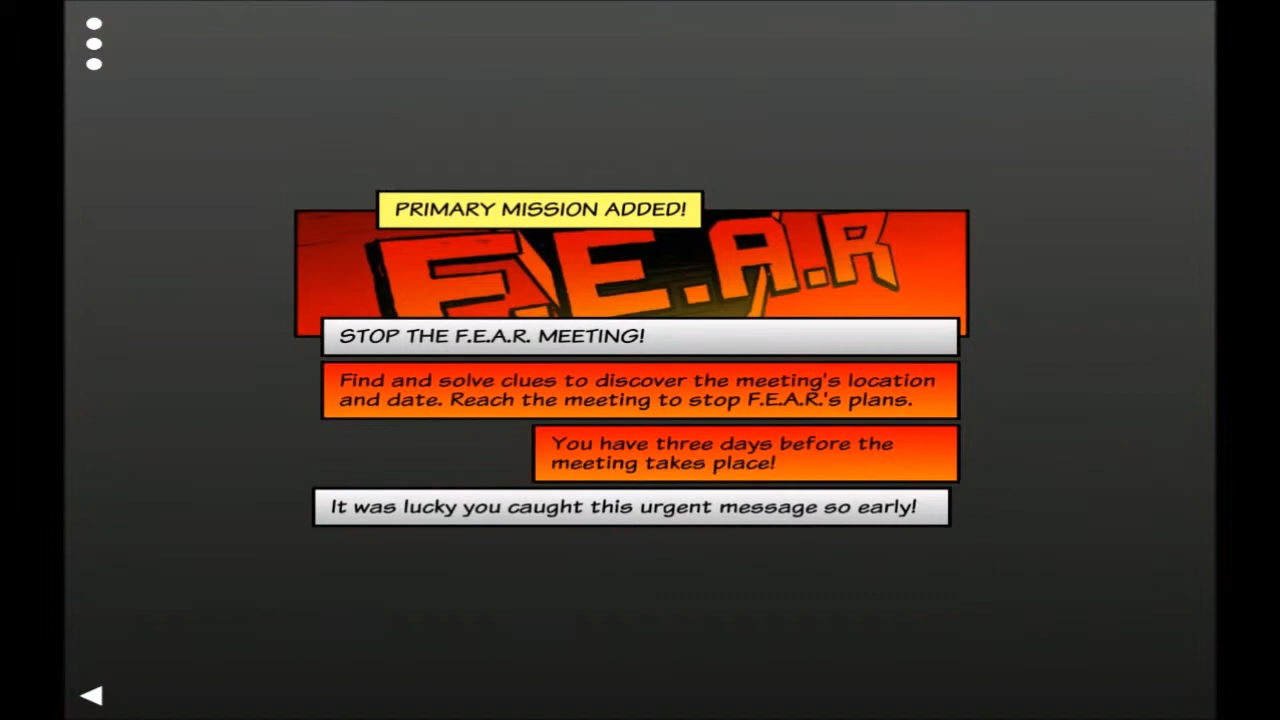 PRIMARY MISSION ADDED!
F.E.A.R
STOP THE F.E.A.R. MEETING!
Find and solve clues to discover the meeting's location
and date. Reach the meeting to stop F.E.A.R.'s plans.
You have three days before the
meeting takes place!
It was lucky you caught this urgent message so early!